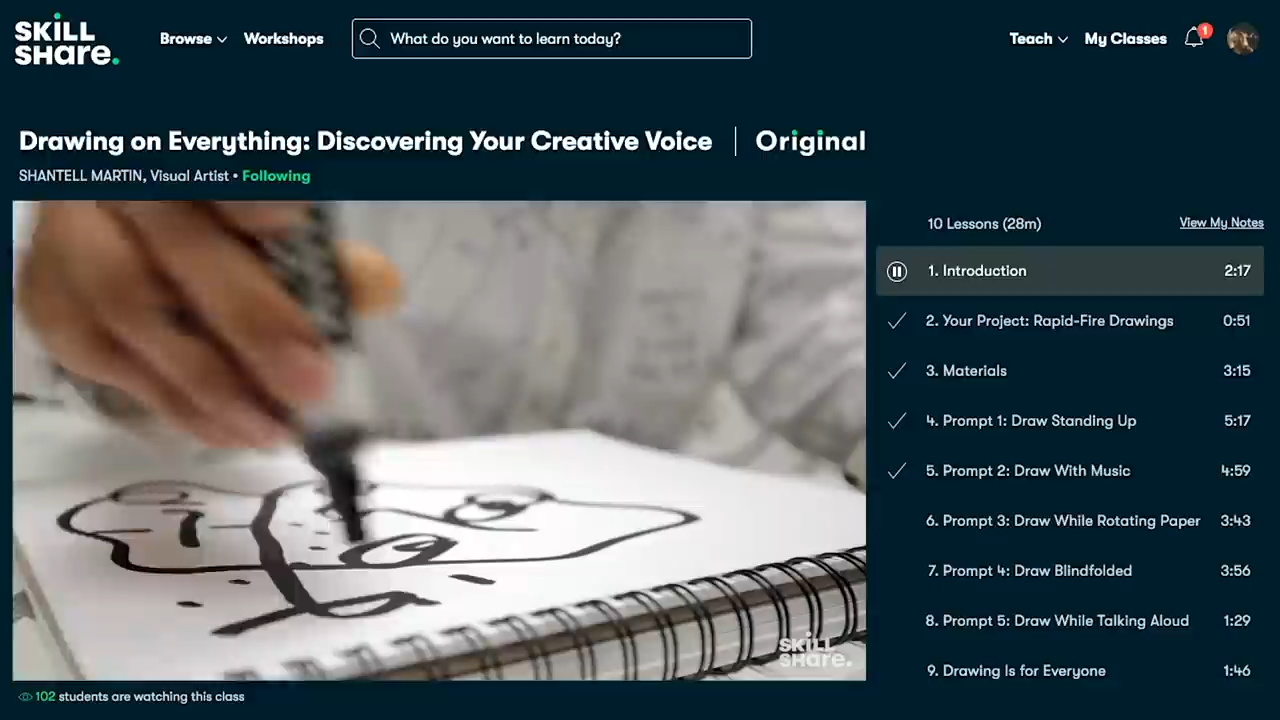 SKILL
SHARE.
Browse
Workshops
What do you want to learn today?
Teach
My Classes
1
Drawing on Everything: Discovering Your Creative Voice | Original
SHANTELL MARTIN, Visual Artist • Following
10 Lessons (28m)
View My Notes
1. Introduction 2:17
2. Your Project: Rapid-Fire Drawings 0:51
3. Materials 3:15
4. Prompt 1: Draw Standing Up 5:17
5. Prompt 2: Draw With Music 4:59
6. Prompt 3: Draw While Rotating Paper 3:43
7. Prompt 4: Draw Blindfolded 3:56
8. Prompt 5: Draw While Talking Aloud 1:29
9. Drawing Is for Everyone 1:46
SKILL
SHARE.
102 students are watching this class